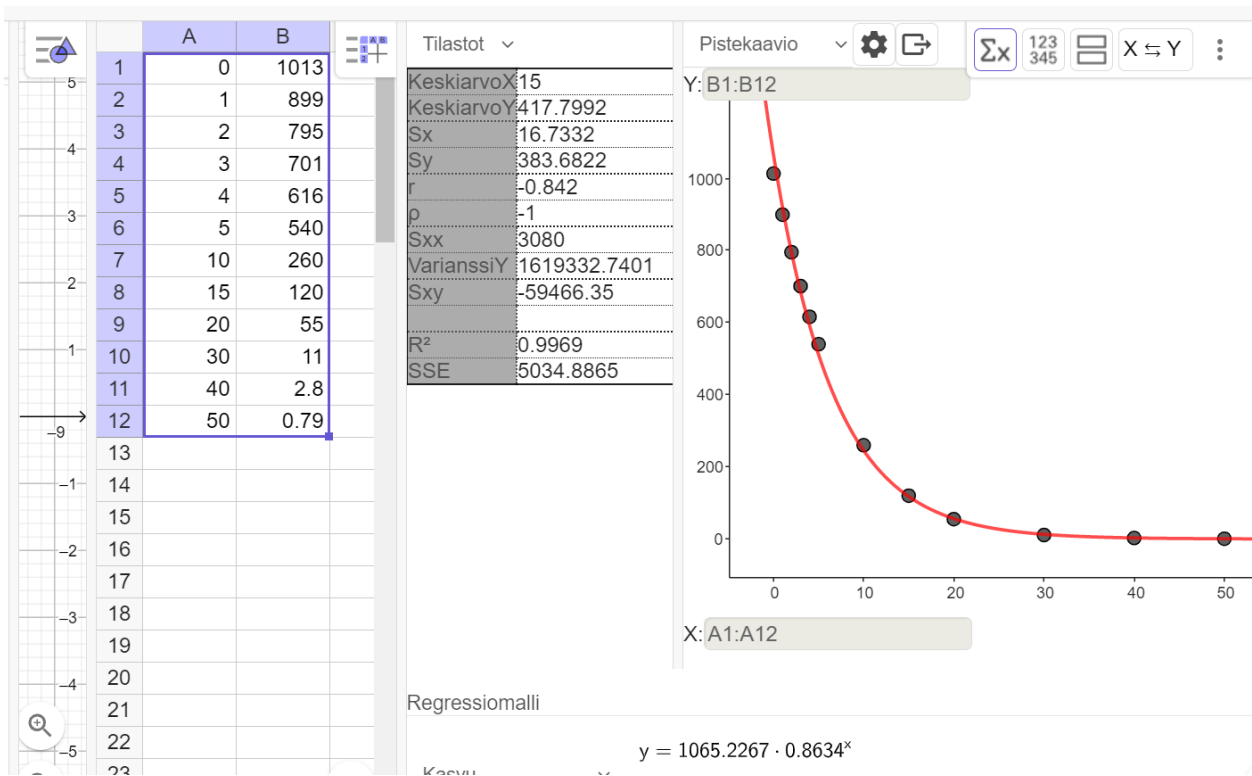 A B
1 0 1013
2 1 899
3 2 795
4 3 701
5 4 616
6 5 540
7 10 260
8 15 120
9 20 55
10 30 11
11 40 2.8
12 50 0.79
13
14
15
16
17
18
19
20
21
22
23
5
4
3
2
1
-9
-1
-2
-3
-4
-5
Tilastot
KeskiarvoX 15
KeskiarvoY 417.7992
Sx 16.7332
Sy 383.6822
r -0.842
ρ -1
Sxx 3080
VarianssiY 1619332.7401
Sxy -59466.35
R² 0.9969
SSE 5034.8865
Pistekaavio
Σx
123
345
X ⇆ Y
Y: B1:B12
1000
800
600
400
200
0
0 10 20 30 40 50
X: A1:A12
Regressiomalli
y = 1065.2267 · 0.8634ˣ
Kasvu